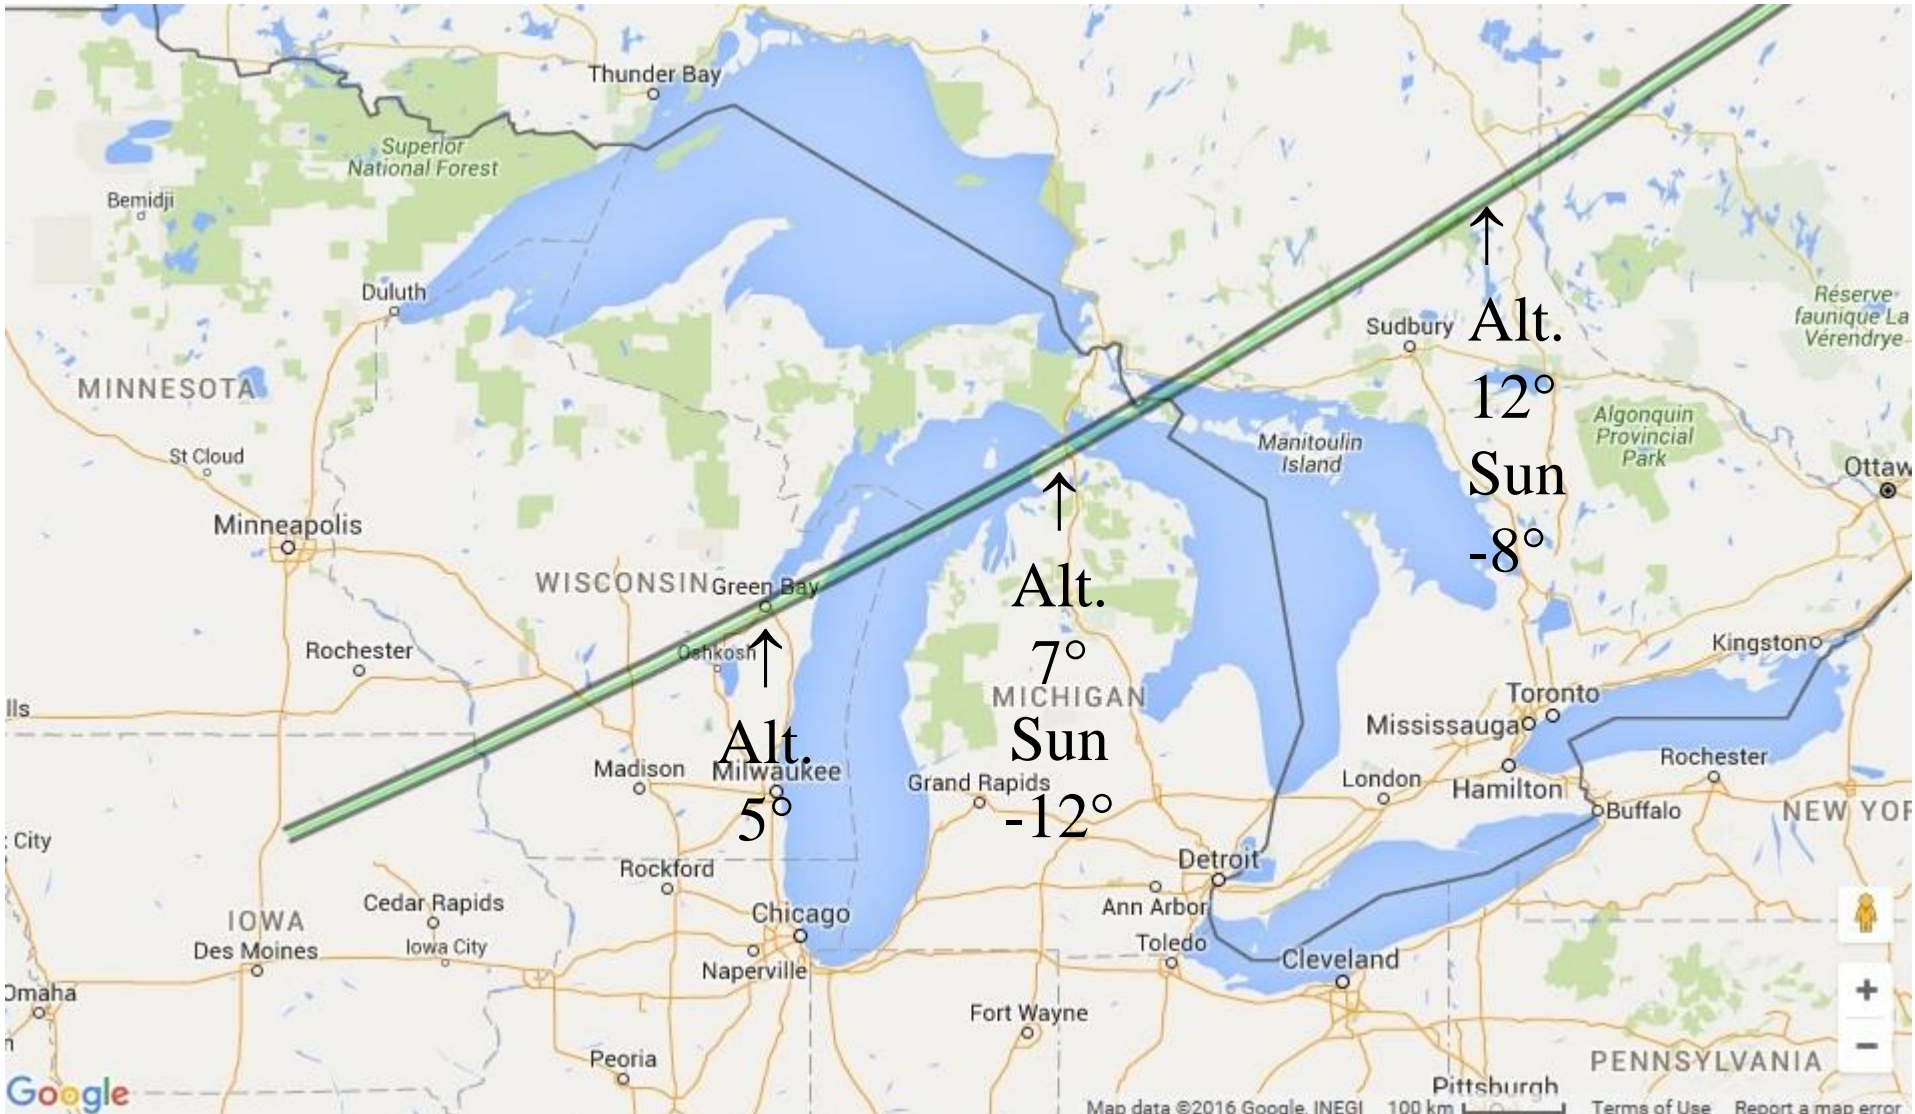 Thunder Bay
Superior
National Forest
Bemidji
Duluth
Réserve
faunique La
Vérendrye
Sudbury
Alt.
12°
Sun
-8°
MINNESOTA
Algonquin
Provincial
Park
Manitoulin
Island
St Cloud
Ottaw
Minneapolis
WISCONSIN
Green Bay
Alt.
7°
Sun
-12°
Oshkosh
Alt.
5°
Rochester
Kingston
MICHIGAN
Toronto
Mississauga
lls
Rochester
Madison
Milwaukee
Grand Rapids
London
Hamilton
Buffalo
NEW YOR
City
Detroit
Rockford
Cedar Rapids
Ann Arbor
Chicago
IOWA
Des Moines
Iowa City
Toledo
Cleveland
Naperville
Omaha
Fort Wayne
n
Peoria
PENNSYLVANIA
Pittsburgh
Google
Map data ©2016 Google, INEGI 100 km Terms of Use Report a map error
+
−